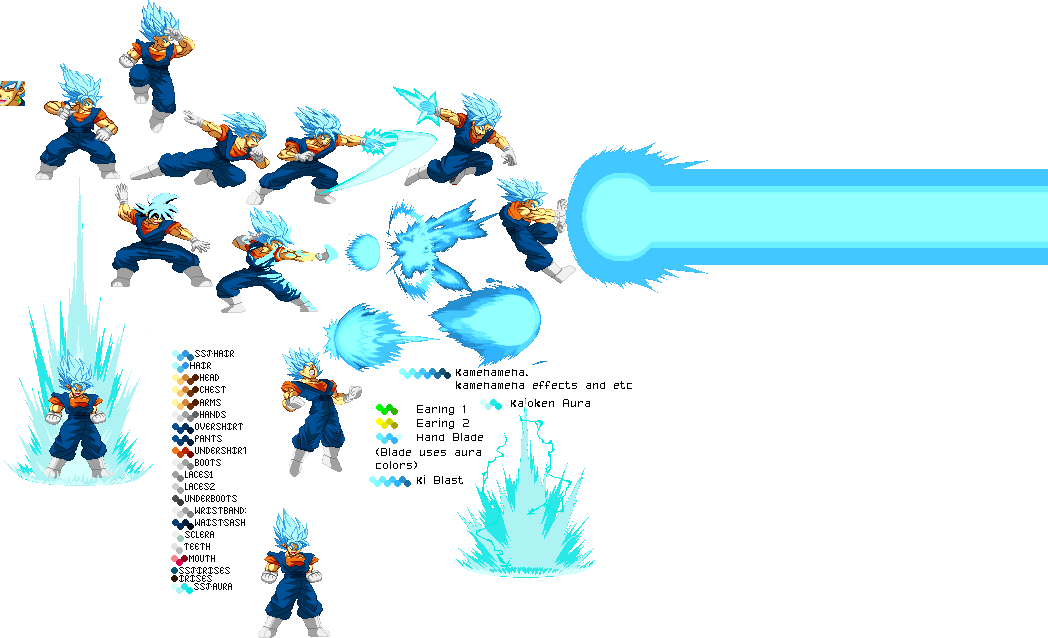 SSJHAIR
HAIR
HEAD
CHEST
ARMS
HANDS
OVERSHIRT
PANTS
UNDERSHIRT
BOOTS
LACES1
LACES2
UNDERBOOTS
WRISTBAND:
WAISTSASH
SCLERA
TEETH
MOUTH
SSJIRISES
IRISES
SSJAURA
Kamehameha.
kamehameha effects and etc
Kaioken Aura
Earing 1
Earing 2
Hand Blade
(Blade uses aura
colors)
Ki Blast